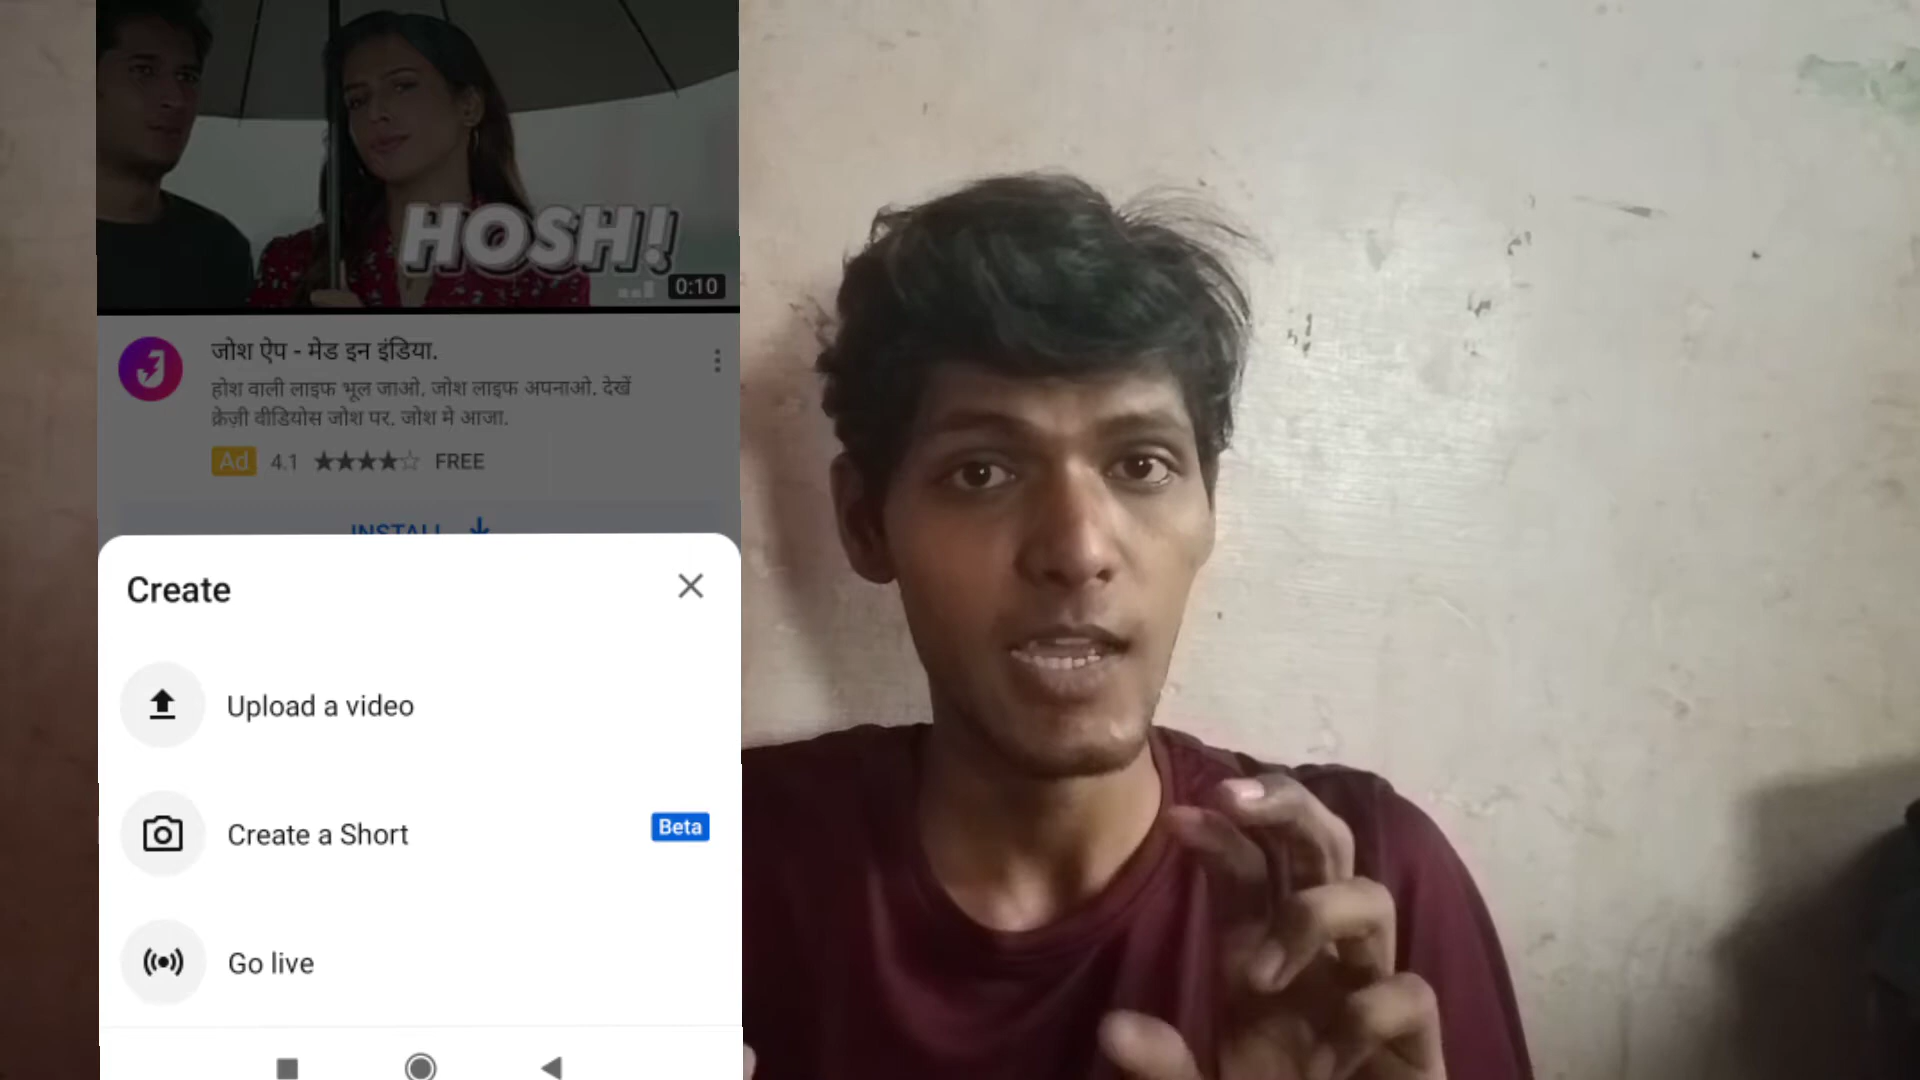 HOSH!
0:10
जोश ऐप - मेड इन इंडिया.
होश वाली लाइफ भूल जाओ, जोश लाइफ अपनाओ. देखें
क्रेज़ी वीडियोस जोश पर. जोश मे आजा.
Ad 4.1 FREE
INSTALL
Create
Upload a video
Create a Short Beta
Go live